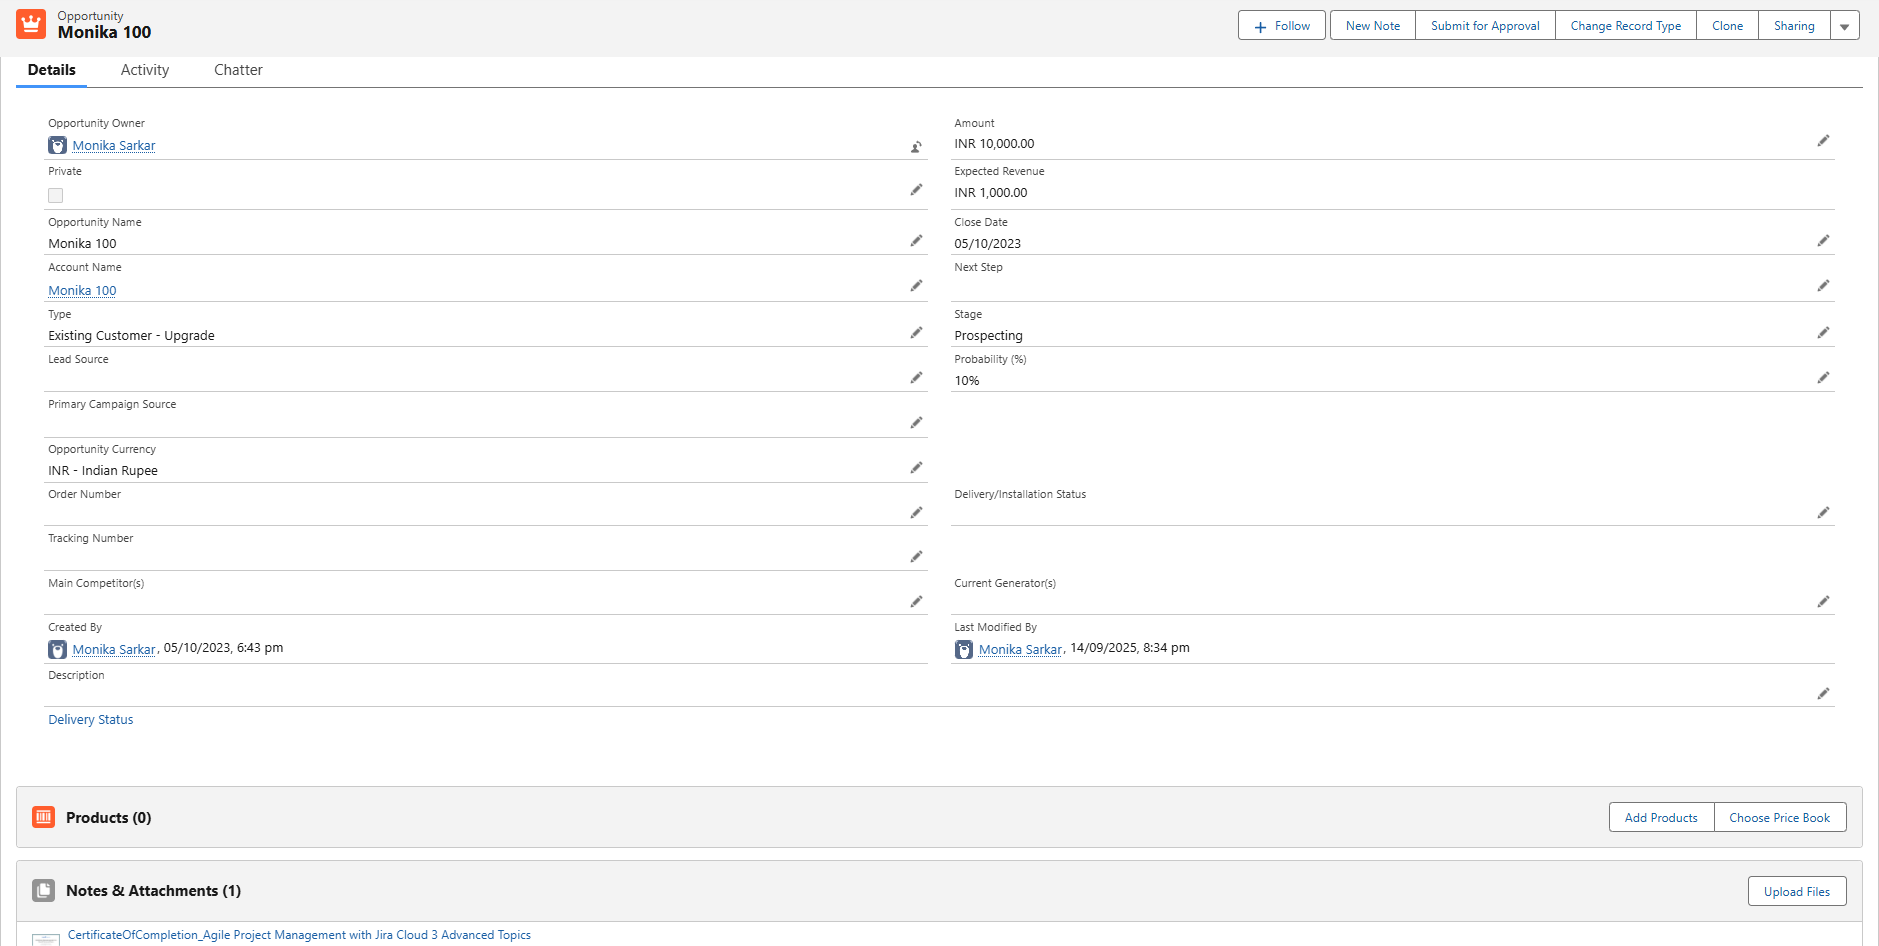 Opportunity
Monika 100
Follow
New Note
Submit for Approval
Change Record Type
Clone
Sharing
Details
Activity
Chatter
Opportunity Owner
Monika Sarkar
Amount
INR 10,000.00
Private
Expected Revenue
INR 1,000.00
Opportunity Name
Monika 100
Close Date
05/10/2023
Account Name
Monika 100
Next Step
Type
Existing Customer - Upgrade
Stage
Prospecting
Lead Source
Probability (%)
10%
Primary Campaign Source
Opportunity Currency
INR - Indian Rupee
Order Number
Delivery/Installation Status
Tracking Number
Main Competitor(s)
Current Generator(s)
Created By
Monika Sarkar, 05/10/2023, 6:43 pm
Last Modified By
Monika Sarkar, 14/09/2025, 8:34 pm
Description
Delivery Status
Products (0)
Add Products
Choose Price Book
Notes & Attachments (1)
Upload Files
CertificateOfCompletion_Agile Project Management with Jira Cloud 3 Advanced Topics